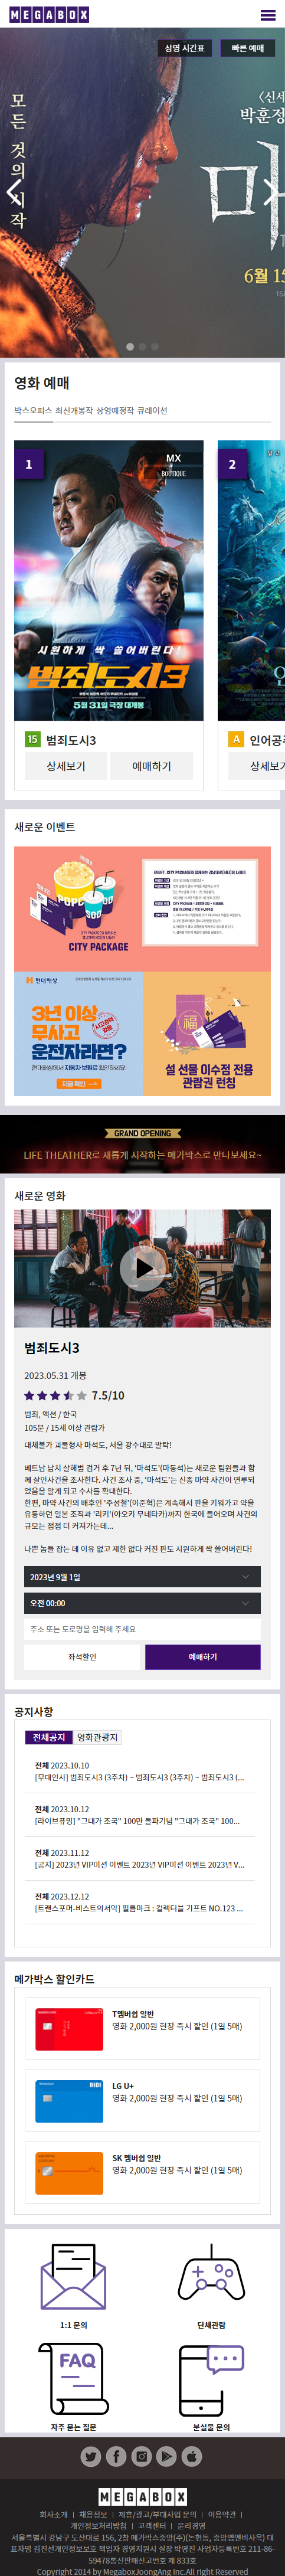 MEGABOX
상영 시간표
빠른 예매
모든 것의 시작
〈신세
박훈정
마
6월 15
영화 예매
박스오피스 최신개봉작 상영예정작 큐레이션
1
MX
BOUTIQUE
시원하게 싹 쓸어버린다!
범죄도시3
5월 31일 극장 대개봉
15 범죄도시3
상세보기
예매하기
2
A 인어공주
상세보기
새로운 이벤트
CITY PACKAGE
현대해상
3년 이상
무사고
운전자라면?
지금 확인
福
설 선물 이수점 전용
관람권 런칭
GRAND OPENING
LIFE THEATHER로 새롭게 시작하는 메가박스로 만나보세요~
새로운 영화
범죄도시3
2023.05.31 개봉
7.5/10
범죄, 액션 / 한국
105분 / 15세 이상 관람가
대체불가 괴물형사 마석도, 서울 광수대로 발탁!
베트남 납치 살해범 검거 후 7년 뒤, '마석도'(마동석)는 새로운 팀원들과 함
께 살인사건을 조사한다. 사건 조사 중, '마석도'는 신종 마약 사건이 연루되
었음을 알게 되고 수사를 확대한다.
한편, 마약 사건의 배후인 '주성철'(이준혁)은 계속해서 판을 키워가고 약물
유통하던 일본 조직과 '리키'(아오키 무네타카)까지 한국에 들어오며 사건의
규모는 점점 더 커져가는데...
나쁜 놈들 잡는 데 이유 없고 제한 없다 커진 판도 시원하게 싹 쓸어버린다!
2023년 9월 1일
오전 00:00
주소 또는 도로명을 입력해 주세요
좌석할인
예매하기
공지사항
전체공지
영화관광지
전체 2023.10.10
[무대인사] 범죄도시3 (3주차) ~ 범죄도시3 (3주차) ~ 범죄도시3 (...
전체 2023.10.12
[라이브뷰잉] "그대가 조국" 100만 돌파기념 "그대가 조국" 100...
전체 2023.11.12
[공지] 2023년 VIP미션 이벤트 2023년 VIP미션 이벤트 2023년 V...
전체 2023.12.12
[트랜스포머-비스트의서막] 필름마크 : 컬렉터블 기프트 NO.123 ...
메가박스 할인카드
T멤버쉽 일반
영화 2,000원 현장 즉시 할인 (1일 5매)
RIDI
LG U+
영화 2,000원 현장 즉시 할인 (1일 5매)
SK 멤버쉽 일반
영화 2,000원 현장 즉시 할인 (1일 5매)
1:1 문의
단체관람
FAQ
자주 묻는 질문
분실물 문의
MEGABOX
회사소개 | 채용정보 | 제휴/광고/부대사업 문의 | 이용약관 |
개인정보처리방침 | 고객센터 | 윤리경영
서울특별시 강남구 도산대로 156, 2창 메가박스중앙(주)(논현동, 중앙앰앤비사옥) 대
표자명 김진선개인정보보호 책임자 경영지원시 실장 박영진 사업자등록번호 211-86-
59478통신판매신고번호 제 833호
Copyright 2014 by MegaboxJoongAng Inc.All right Reserved